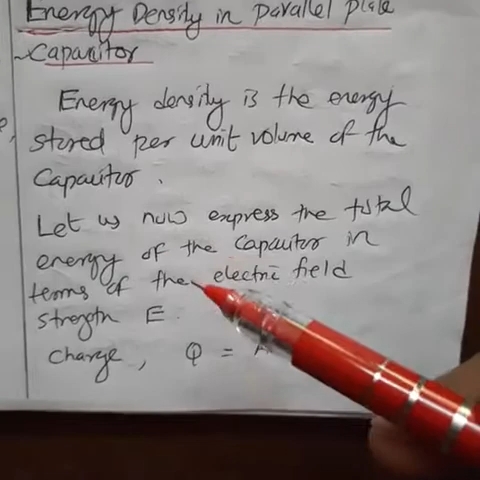 Energy Density in parallel plate
Capacitor
Energy density is the energy
stored per unit volume of the
Capacitor.
Let us now express the total
energy of the capacitor in
terms of the electric field
strength E.
Charge, Q =